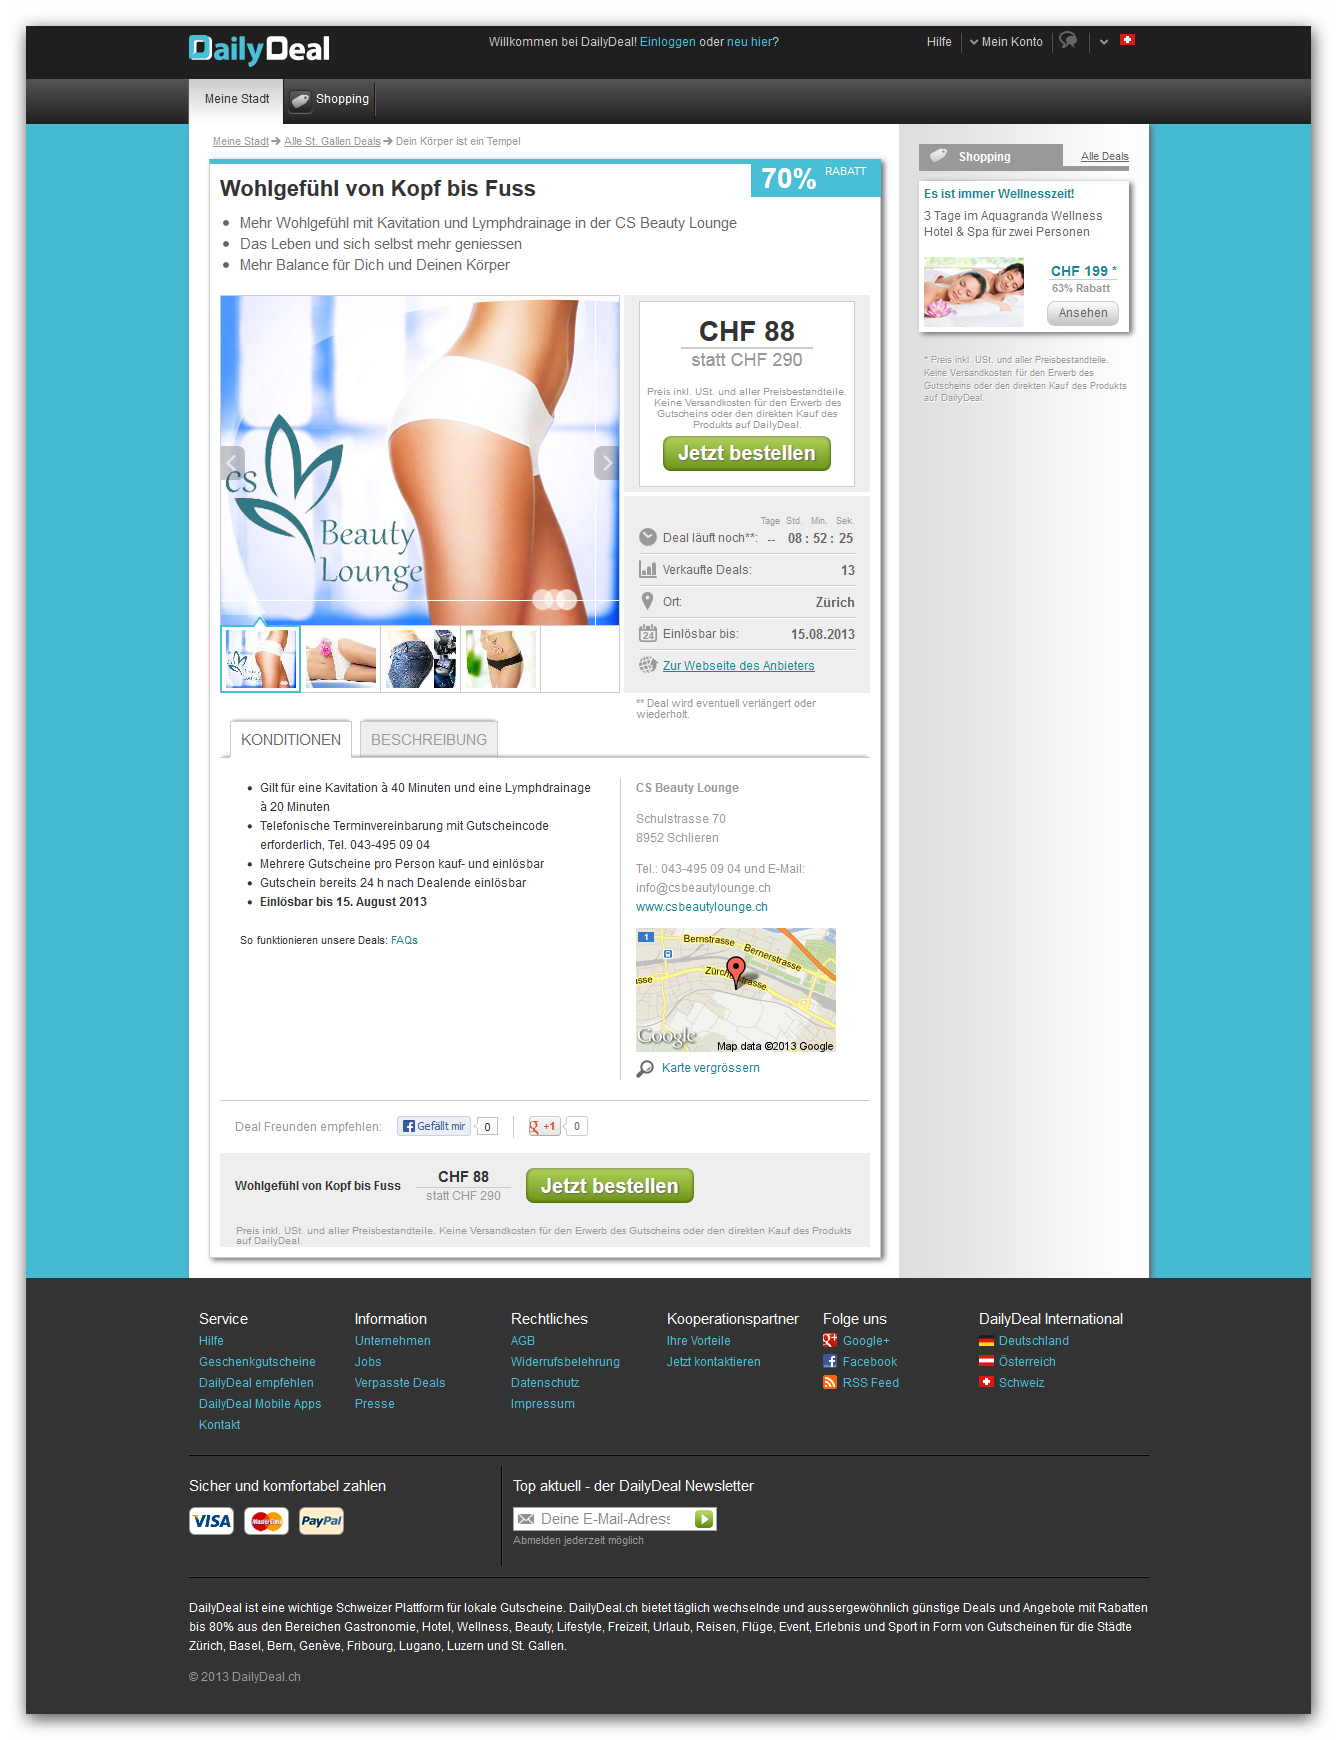 DailyDeal
Willkommen bei DailyDeal! Einloggen oder neu hier?
Hilfe
Mein Konto
Meine Stadt
Shopping
Meine Stadt → Alle St. Gallen Deals → Dein Körper ist ein Tempel
Wohlgefühl von Kopf bis Fuss
70% RABATT
• Mehr Wohlgefühl mit Kavitation und Lymphdrainage in der CS Beauty Lounge
• Das Leben und sich selbst mehr geniessen
• Mehr Balance für Dich und Deinen Körper
CS
Beauty
Lounge
CHF 88
statt CHF 290
Preis inkl. USt. und aller Preisbestandteile.
Keine Versandkosten für den Erwerb des
Gutscheins oder den direkten Kauf des
Produkts auf DailyDeal.
Jetzt bestellen
Tage Std. Min. Sek.
Deal läuft noch**: -- 08 : 52 : 25
Verkaufte Deals: 13
Ort: Zürich
24 Einlösbar bis: 15.08.2013
Zur Webseite des Anbieters
** Deal wird eventuell verlängert oder
wiederholt.
KONDITIONEN
BESCHREIBUNG
• Gilt für eine Kavitation à 40 Minuten und eine Lymphdrainage
à 20 Minuten
• Telefonische Terminvereinbarung mit Gutscheincode
erforderlich, Tel. 043-495 09 04
• Mehrere Gutscheine pro Person kauf- und einlösbar
• Gutschein bereits 24 h nach Dealende einlösbar
• Einlösbar bis 15. August 2013
So funktionieren unsere Deals: FAQs
CS Beauty Lounge
Schulstrasse 70
8952 Schlieren
Tel.: 043-495 09 04 und E-Mail:
info@csbeautylounge.ch
www.csbeautylounge.ch
1
Bernstrasse
Bernerstrasse
Google
Map data ©2013 Google
Karte vergrössern
Deal Freunden empfehlen:
Gefällt mir
0
+1
0
Wohlgefühl von Kopf bis Fuss
CHF 88
statt CHF 290
Jetzt bestellen
Preis inkl. USt. und aller Preisbestandteile. Keine Versandkosten für den Erwerb des Gutscheins oder den direkten Kauf des Produkts
auf DailyDeal.
Shopping
Alle Deals
Es ist immer Wellnesszeit!
3 Tage im Aquagranda Wellness
Hotel & Spa für zwei Personen
CHF 199 *
63% Rabatt
Ansehen
* Preis inkl. USt. und aller Preisbestandteile.
Keine Versandkosten für den Erwerb des
Gutscheins oder den direkten Kauf des Produkts
auf DailyDeal.
Service
Hilfe
Geschenkgutscheine
DailyDeal empfehlen
DailyDeal Mobile Apps
Kontakt
Information
Unternehmen
Jobs
Verpasste Deals
Presse
Rechtliches
AGB
Widerrufsbelehrung
Datenschutz
Impressum
Kooperationspartner
Ihre Vorteile
Jetzt kontaktieren
Folge uns
Google+
Facebook
RSS Feed
DailyDeal International
Deutschland
Österreich
Schweiz
Sicher und komfortabel zahlen
VISA
MasterCard
PayPal
Top aktuell - der DailyDeal Newsletter
Deine E-Mail-Adress
Abmelden jederzeit möglich
DailyDeal ist eine wichtige Schweizer Plattform für lokale Gutscheine. DailyDeal.ch bietet täglich wechselnde und aussergewöhnlich günstige Deals und Angebote mit Rabatten
bis 80% aus den Bereichen Gastronomie, Hotel, Wellness, Beauty, Lifestyle, Freizeit, Urlaub, Reisen, Flüge, Event, Erlebnis und Sport in Form von Gutscheinen für die Städte
Zürich, Basel, Bern, Genève, Fribourg, Lugano, Luzern und St. Gallen.
© 2013 DailyDeal.ch